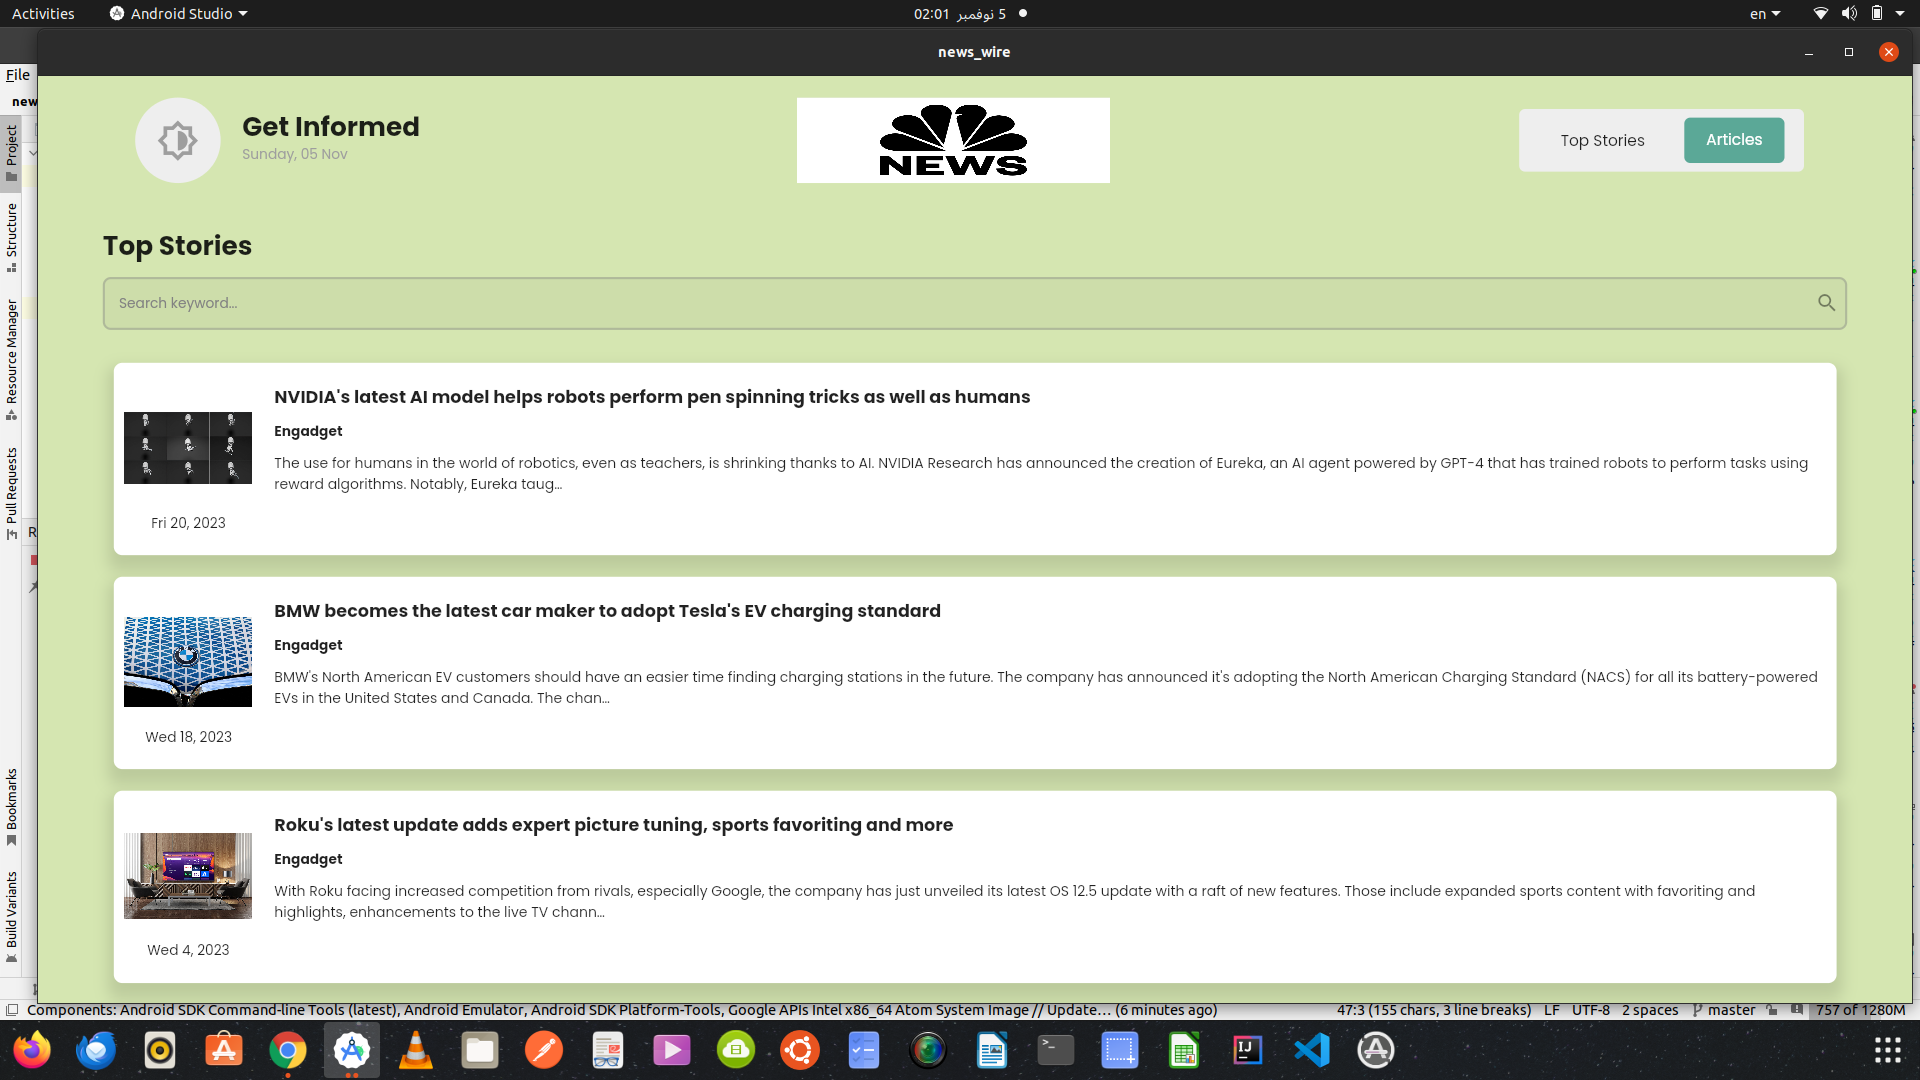 Activities
Android Studio
02:01 5 نوفمبر
en
news_wire
File
new
Project
Structure
Resource Manager
Pull Requests
R
Bookmarks
Build Variants
Get Informed
Sunday, 05 Nov
NEWS
Top Stories
Articles
Top Stories
Search keyword...
NVIDIA's latest AI model helps robots perform pen spinning tricks as well as humans
Engadget
The use for humans in the world of robotics, even as teachers, is shrinking thanks to AI. NVIDIA Research has announced the creation of Eureka, an AI agent powered by GPT-4 that has trained robots to perform tasks using
reward algorithms. Notably, Eureka taug...
Fri 20, 2023
BMW becomes the latest car maker to adopt Tesla's EV charging standard
Engadget
BMW's North American EV customers should have an easier time finding charging stations in the future. The company has announced it's adopting the North American Charging Standard (NACS) for all its battery-powered
EVs in the United States and Canada. The chan...
Wed 18, 2023
Roku's latest update adds expert picture tuning, sports favoriting and more
Engadget
With Roku facing increased competition from rivals, especially Google, the company has just unveiled its latest OS 12.5 update with a raft of new features. Those include expanded sports content with favoriting and
highlights, enhancements to the live TV chann...
Wed 4, 2023
Components: Android SDK Command-line Tools (latest), Android Emulator, Android SDK Platform-Tools, Google APIs Intel x86_64 Atom System Image // Update... (6 minutes ago)
47:3 (155 chars, 3 line breaks)
LF
UTF-8
2 spaces
master
757 of 1280M